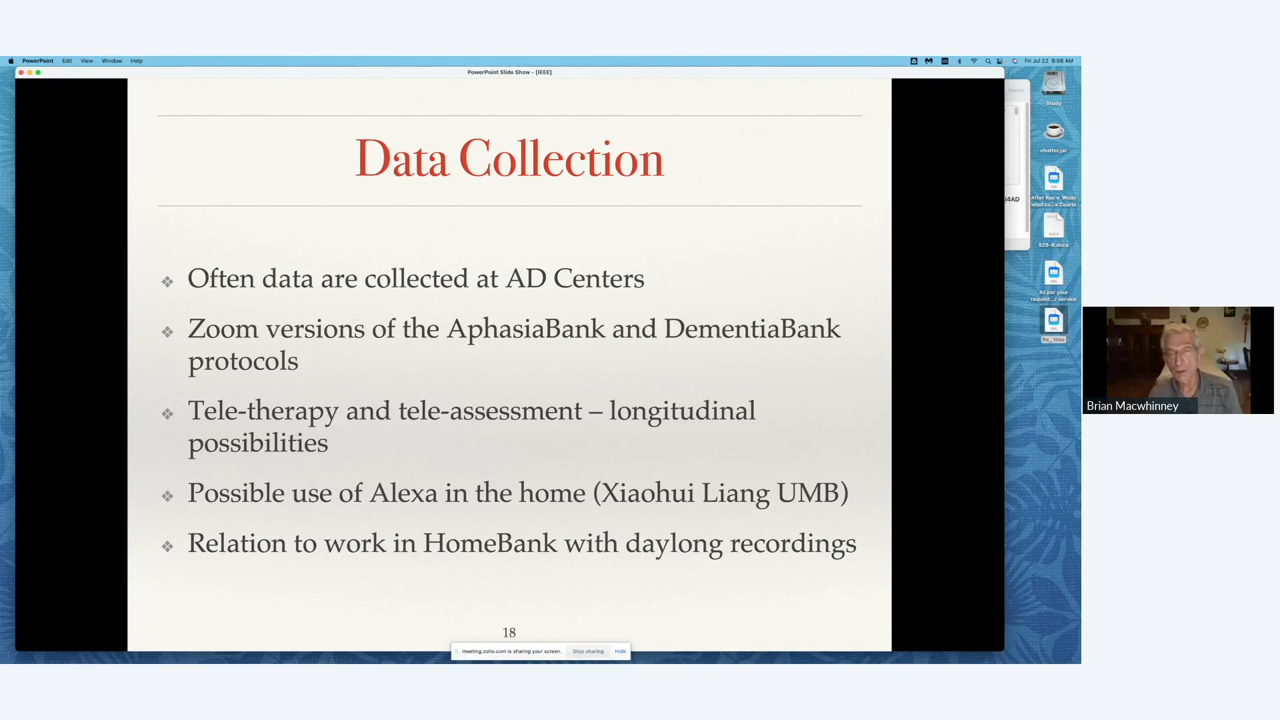 PowerPoint Edit View Window Help
Fri Jul 22 8:56 AM
PowerPoint Slide Show - [IEEE]
Search
Study
chatter.jar
I4AD
After Roe v. Wade
what ca...e Courts
S29-R.docx
As per your
request...r service
Data Collection
Often data are collected at AD Centers
Zoom versions of the AphasiaBank and DementiaBank
protocols
Tele-therapy and tele-assessment – longitudinal
possibilities
Possible use of Alexa in the home (Xiaohui Liang UMB)
Relation to work in HomeBank with daylong recordings
18
meeting.zoho.com is sharing your screen. Stop sharing Hide
Brian Macwhinney